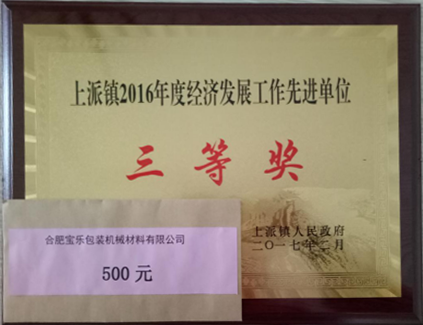 上派镇2016年度经济发展工作先进单位
三等奖
上派镇人民政府
二〇一七年二月
合肥宝乐包装机械材料有限公司
500元